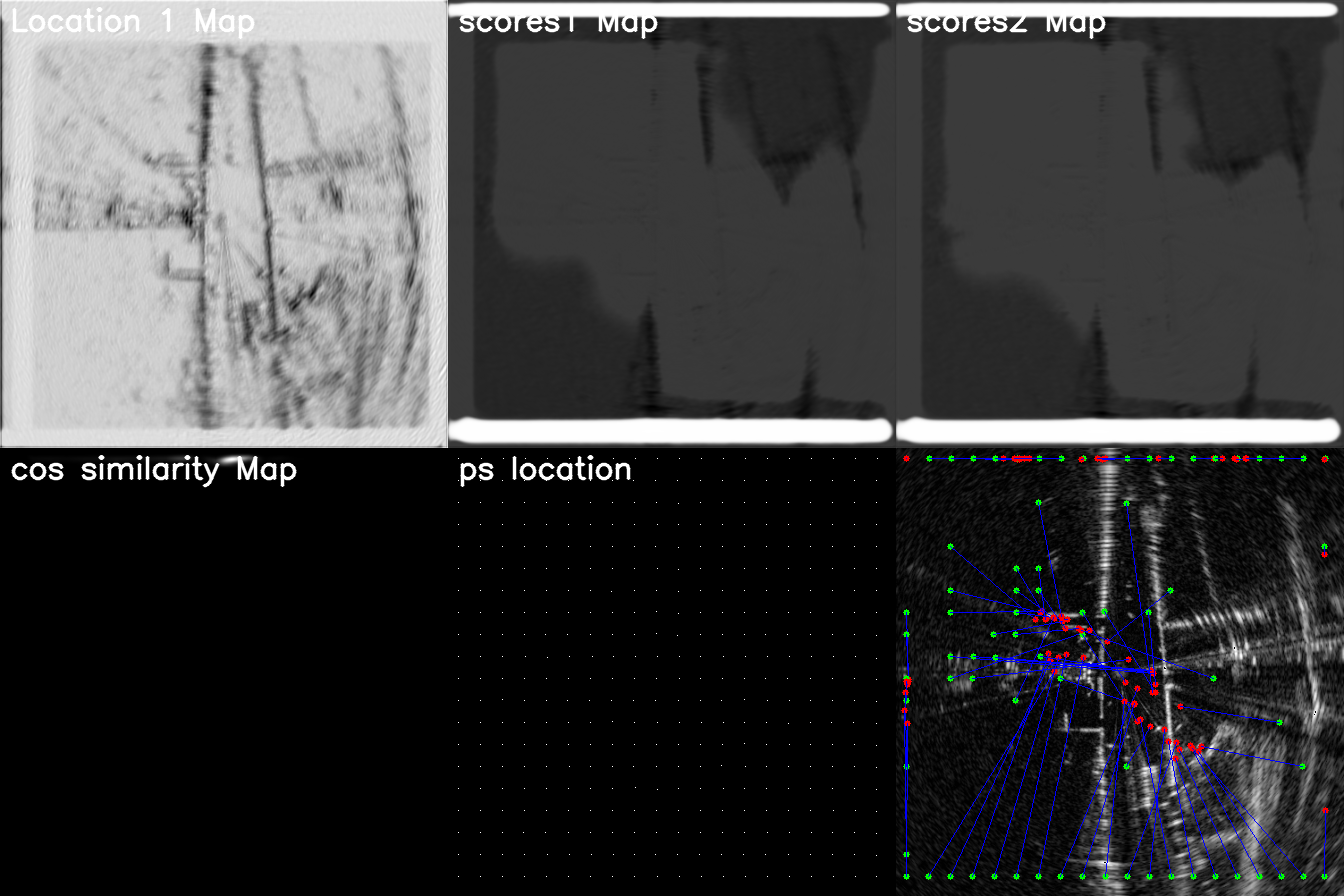 Location 1 Map
scores1 Map
scores2 Map
cos similarity Map
ps location